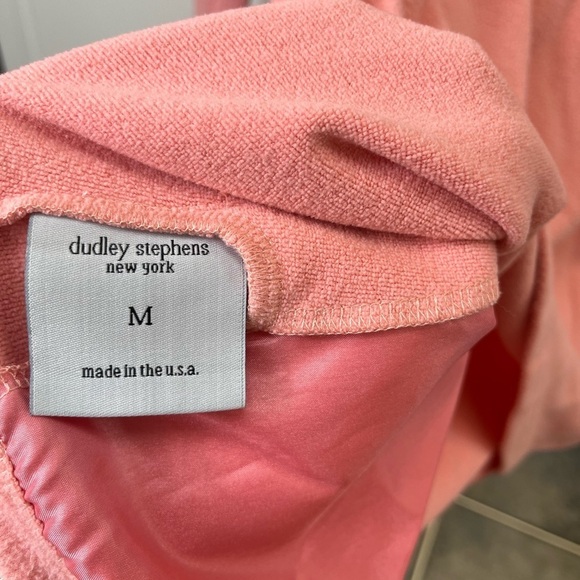 dudley stephens
new york
M
made in the u.s.a.